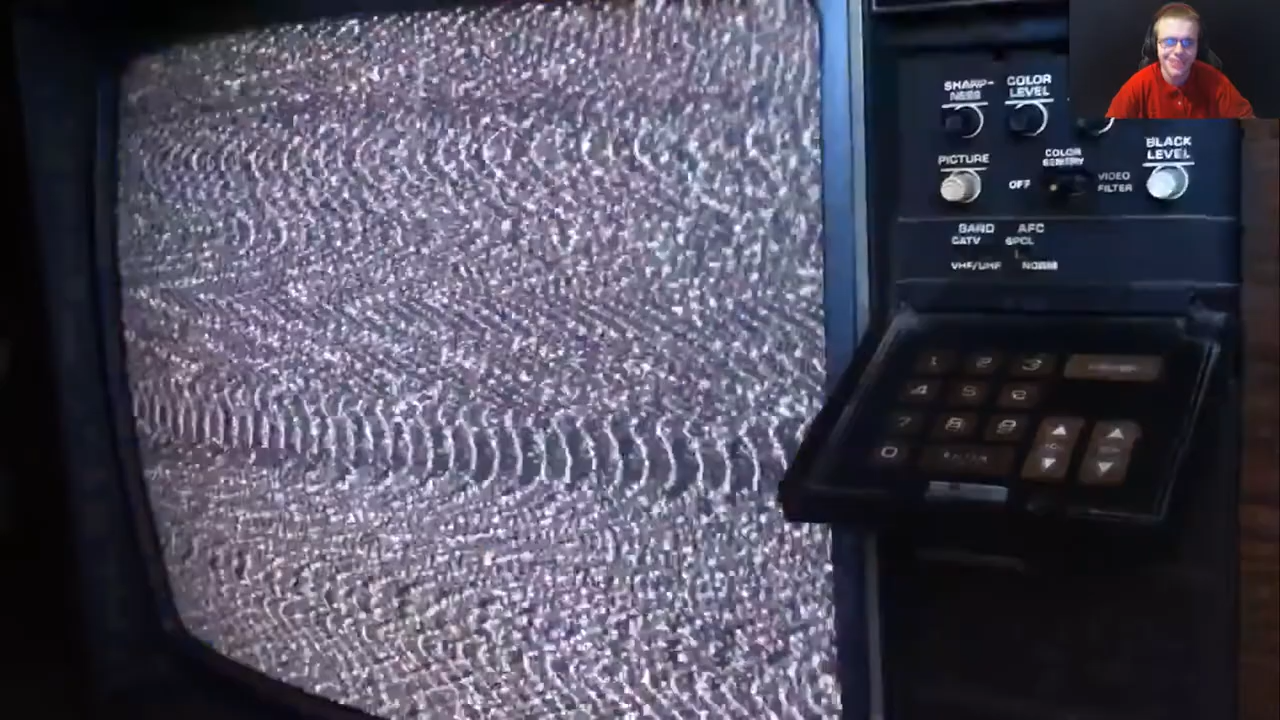 SHARP-
NESS
COLOR
LEVEL
PICTURE
COLOR
SENTRY
OFF
VIDEO
FILTER
BLACK
LEVEL
BAND AFC
CATV SPCL
VHF/UHF NORM
1 2 3
4 5 6
7 8 9
0